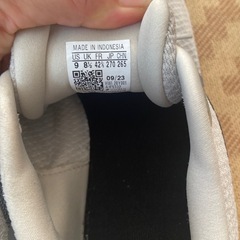 MADE IN INDONESIA
US UK FR JP CHN
9 8½ 42⅔ 270 265
09/23